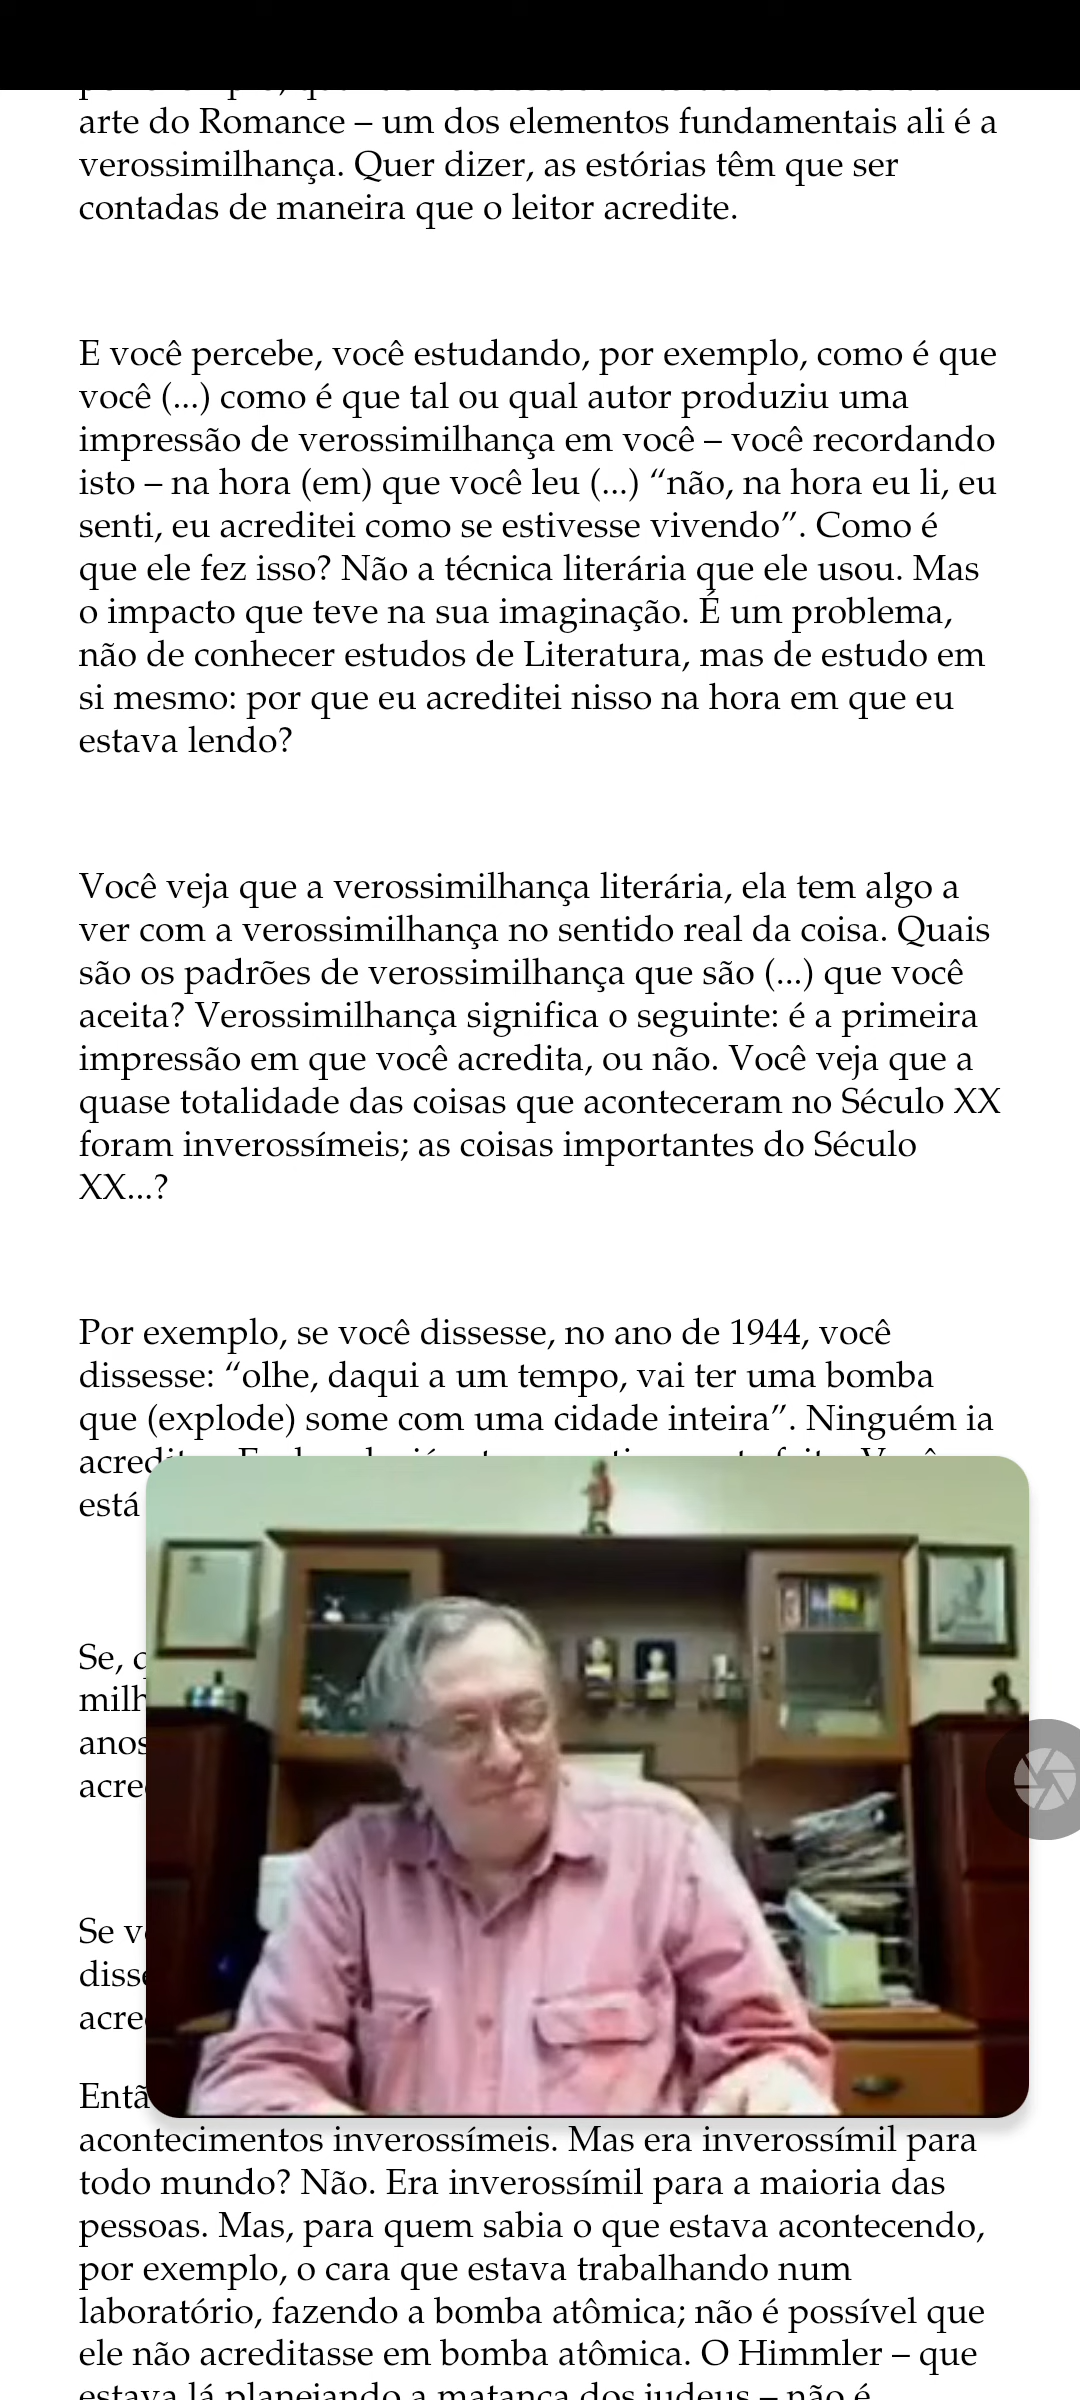 arte do Romance – um dos elementos fundamentais ali é a
verossimilhança. Quer dizer, as estórias têm que ser
contadas de maneira que o leitor acredite.
E você percebe, você estudando, por exemplo, como é que
você (...) como é que tal ou qual autor produziu uma
impressão de verossimilhança em você – você recordando
isto – na hora (em) que você leu (...) “não, na hora eu li, eu
senti, eu acreditei como se estivesse vivendo”. Como é
que ele fez isso? Não a técnica literária que ele usou. Mas
o impacto que teve na sua imaginação. É um problema,
não de conhecer estudos de Literatura, mas de estudo em
si mesmo: por que eu acreditei nisso na hora em que eu
estava lendo?
Você veja que a verossimilhança literária, ela tem algo a
ver com a verossimilhança no sentido real da coisa. Quais
são os padrões de verossimilhança que são (...) que você
aceita? Verossimilhança significa o seguinte: é a primeira
impressão em que você acredita, ou não. Você veja que a
quase totalidade das coisas que aconteceram no Século XX
foram inverossímeis; as coisas importantes do Século
XX...?
Por exemplo, se você dissesse, no ano de 1944, você
dissesse: “olhe, daqui a um tempo, vai ter uma bomba
que (explode) some com uma cidade inteira”. Ninguém ia
está
Se,
anos
Se
acontecimentos inverossímeis. Mas era inverossímil para
todo mundo? Não. Era inverossímil para a maioria das
pessoas. Mas, para quem sabia o que estava acontecendo,
por exemplo, o cara que estava trabalhando num
laboratório, fazendo a bomba atômica; não é possível que
ele não acreditasse em bomba atômica. O Himmler – que
estava lá planejando a matança dos judeus – não é